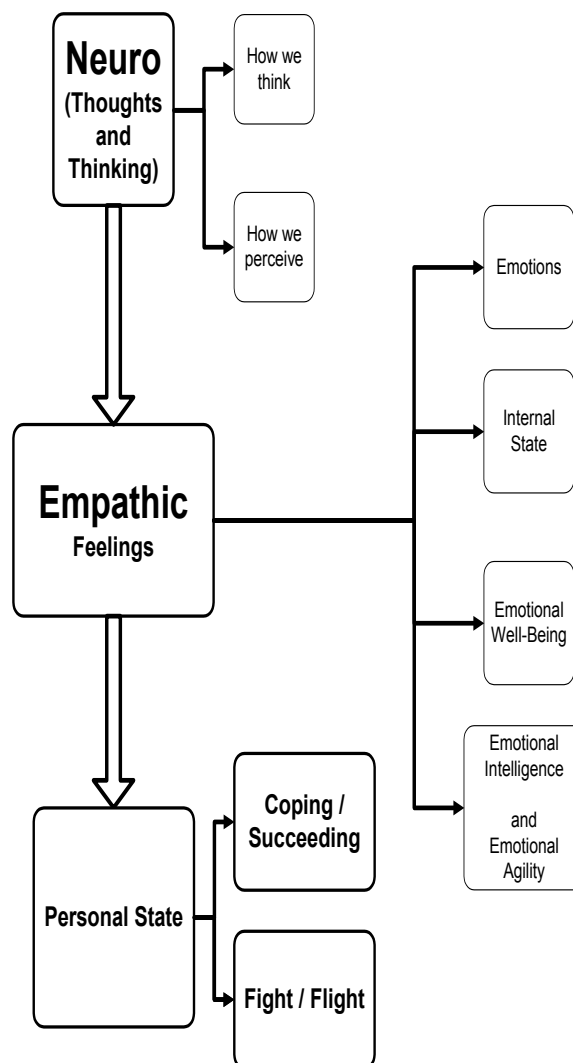 Neuro
(Thoughts
and
Thinking)
How we
think
How we
perceive
Empathic
Feelings
Emotions
Internal
State
Emotional
Well-Being
Emotional
Intelligence
and
Emotional
Agility
Personal State
Coping /
Succeeding
Fight / Flight